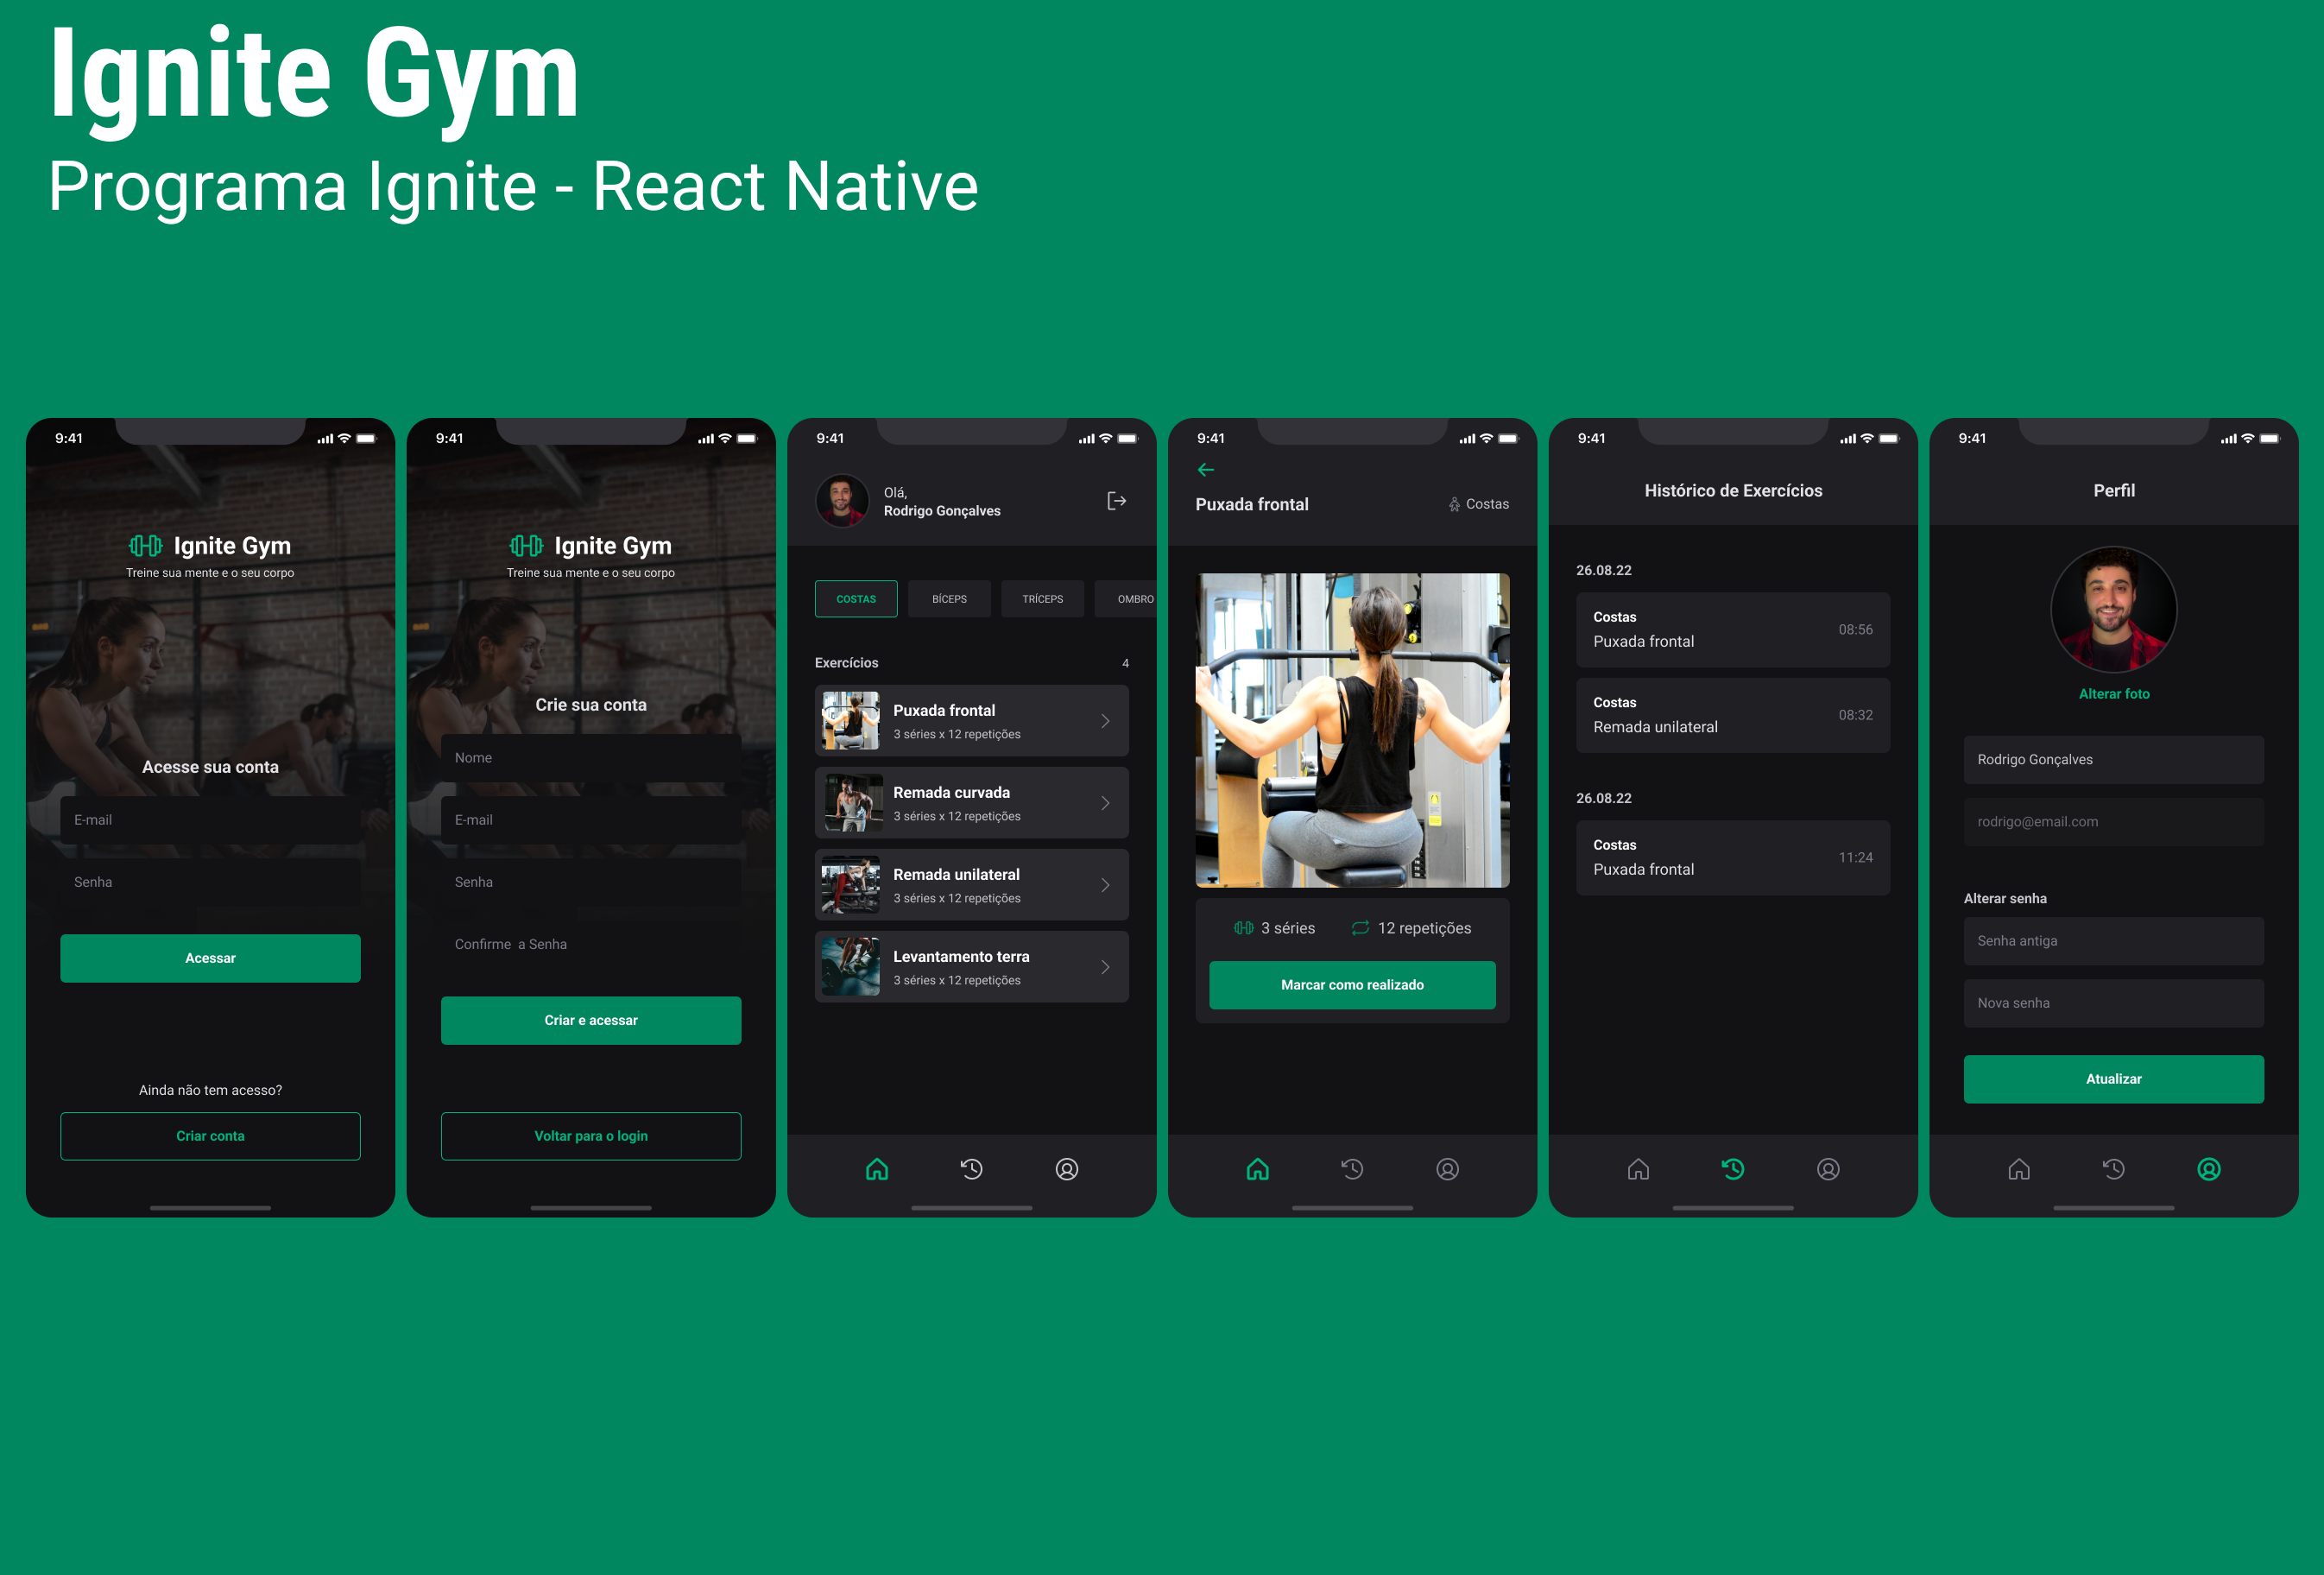 Ignite Gym
Programa Ignite - React Native
9:41
Ignite Gym
Treine sua mente e o seu corpo
Acesse sua conta
E-mail
Senha
Acessar
Ainda não tem acesso?
Criar conta
9:41
Ignite Gym
Treine sua mente e o seu corpo
Crie sua conta
Nome
E-mail
Senha
Confirme  a Senha
Criar e acessar
Voltar para o login
9:41
Olá,
Rodrigo Gonçalves
COSTAS BÍCEPS TRÍCEPS OMBRO
Exercícios 4
Puxada frontal
3 séries x 12 repetições
Remada curvada
3 séries x 12 repetições
Remada unilateral
3 séries x 12 repetições
Levantamento terra
3 séries x 12 repetições
9:41
Puxada frontal Costas
3 séries 12 repetições
Marcar como realizado
9:41
Histórico de Exercícios
26.08.22
Costas
Puxada frontal
08:56
Costas
Remada unilateral
08:32
26.08.22
Costas
Puxada frontal
11:24
9:41
Perfil
Alterar foto
Rodrigo Gonçalves
rodrigo@email.com
Alterar senha
Senha antiga
Nova senha
Atualizar